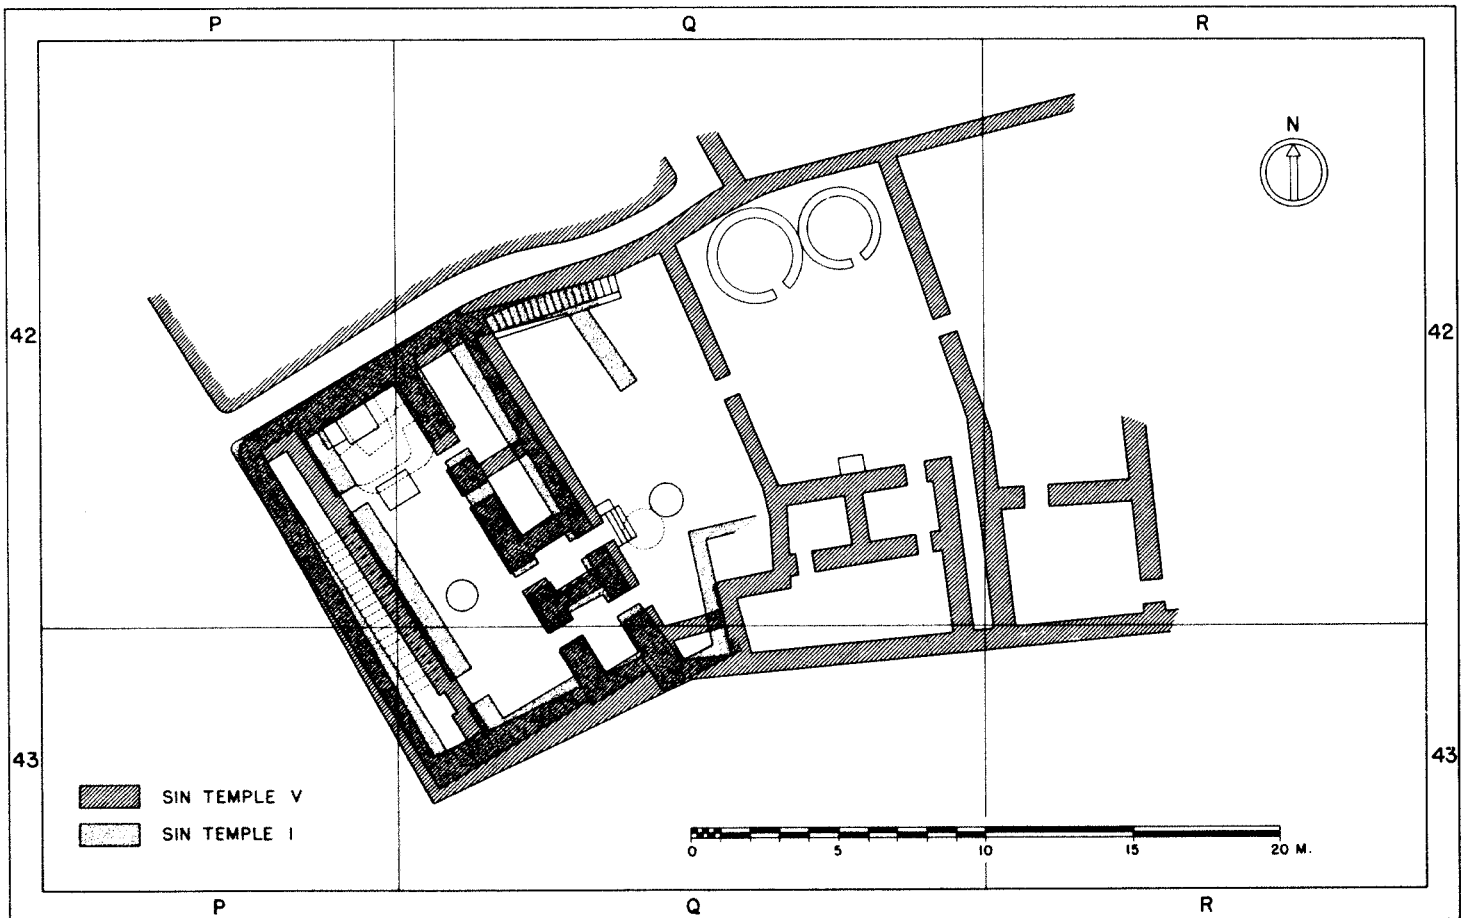 P Q R
N
42 42
43 43
SIN TEMPLE V
SIN TEMPLE I
0 5 10 15 20 M.
P Q R